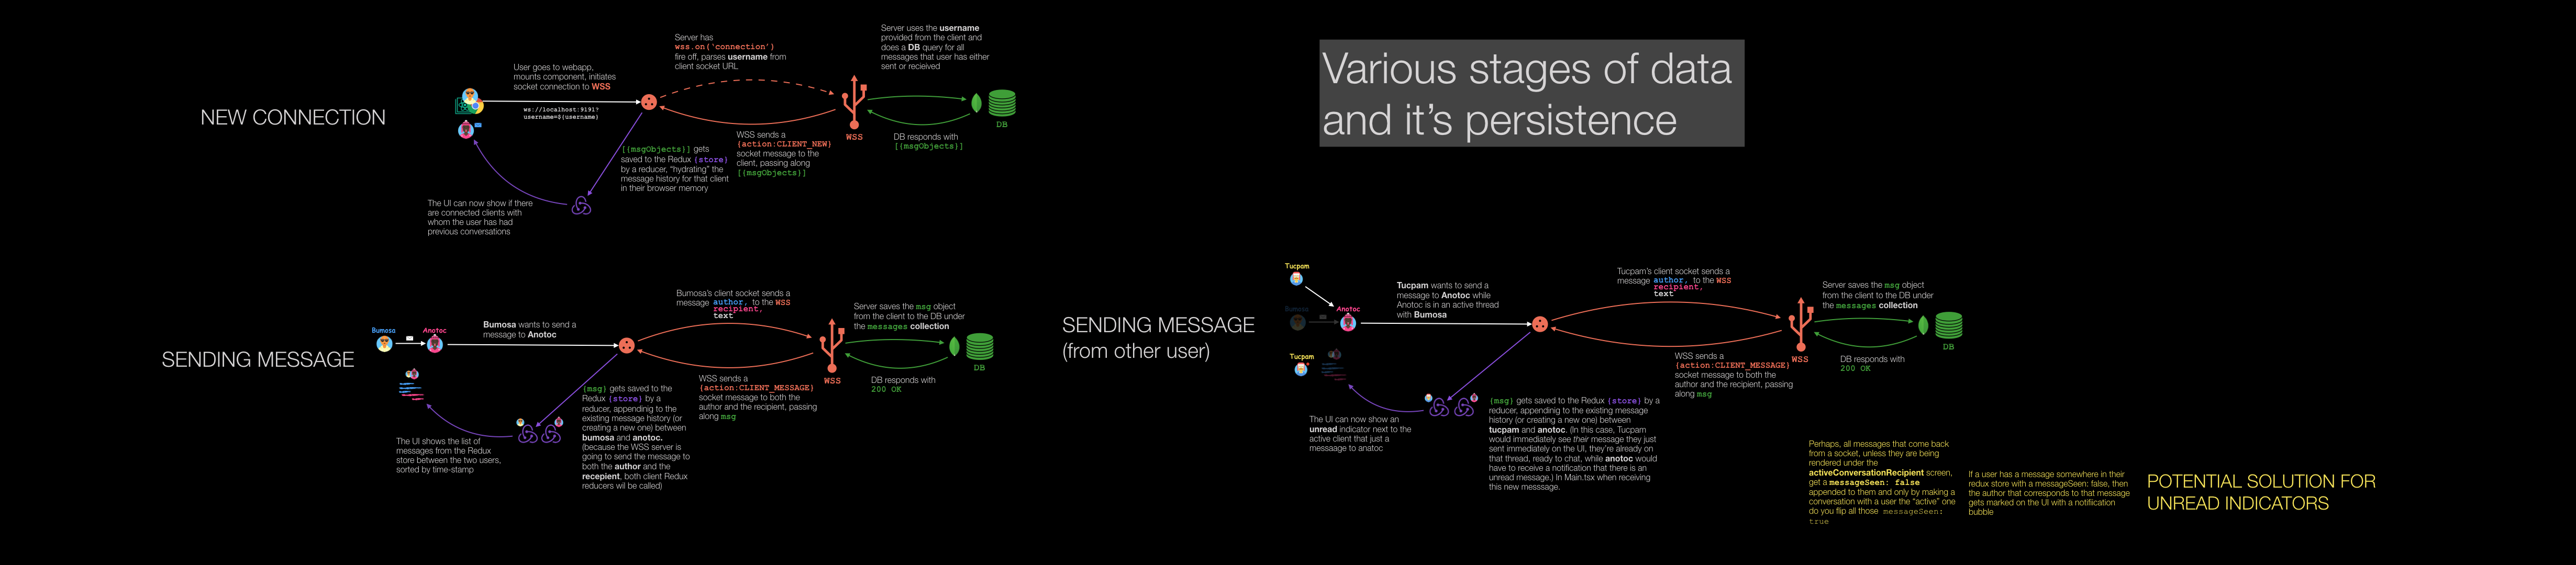 Various stages of data
and it's persistence
NEW CONNECTION
User goes to webapp,
mounts component, initiates
socket connection to WSS
ws://localhost:9191?
username=${username}
Server has
wss.on('connection')
fire off, parses username from
client socket URL.
WSS
Server uses the username
provided from the client and
does a DB query for all
messages that user has either
sent or recieived
DB
DB responds with
[{msgObjects}]
WSS sends a
{action:CLIENT_NEW)
socket message to the
client, passing along
[{msgObjects}]
[{msgObjects}] gets
saved to the Redux {store}
by a reducer, "hydrating" the
message history for that client
in their browser memory
The UI can now show if there
are connected clients with
whom the user has had
previous conversations
SENDING MESSAGE
Bumosa
Anotoc
Bumosa wants to send a
message to Anotoc
Bumosa's client socket sends a
message author, to the WSS
recipient,
text
WSS
Server saves the msg object
from the client to the DB under
the messages collection
DB
DB responds with
200 OK
WSS sends a
{action:CLIENT_MESSAGE)
socket message to both the
author and the recipient, passing
along msg
{msg} gets saved to the
Redux {store} by a
reducer, appending to the
existing message history (or
creating a new one) between
bumosa and anotoc.
(because the WSS server is
going to send the message to
both the author and the
recepient, both client Redux
reducers wil be called)
The UI shows the list of
messages from the Redux
store between the two users,
sorted by time-stamp
SENDING MESSAGE
(from other user)
Tucpam
Bumosa
Anotoc
Tucpam
Tucpam wants to send a
message to Anotoc while
Anotoc is in an active thread
with Bumosa
Tucpam's client socket sends a
message author, to the WSS
recipient,
text
WSS
Server saves the msg object
from the client to the DB under
the messages collection
DB
DB responds with
200 OK
WSS sends a
{action:CLIENT_MESSAGE)
socket message to both the
author and the recipient, passing
along msg
{msg} gets saved to the Redux {store} by a
reducer, appendinig to the existing message
history (or creating a new one) between
tucpam and anotoc. (In this case, Tucpam
would immediately see their message they just
sent immediately on the UI, they're already on
that thread, ready to chat, while anotoc would
have to receive a notification that there is an
unread message.) In Main.tsx when receiving
this new messsage.
The UI can now show an
unread indicator next to the
active client that just a
message to anatoc
Perhaps, all messages that come back
from a socket, unless they are being
rendered under the
activeConversationRecipient screen,
get a messageSeen: false
appended to them and only by making a
conversation with a user the "active" one
do you flip all those messageSeen:
true
If a user has a message somewhere in their
redux store with a messageSeen: false, then
the author that corresponds to that message
gets marked on the UI with a notification
bubble
POTENTIAL SOLUTION FOR
UNREAD INDICATORS